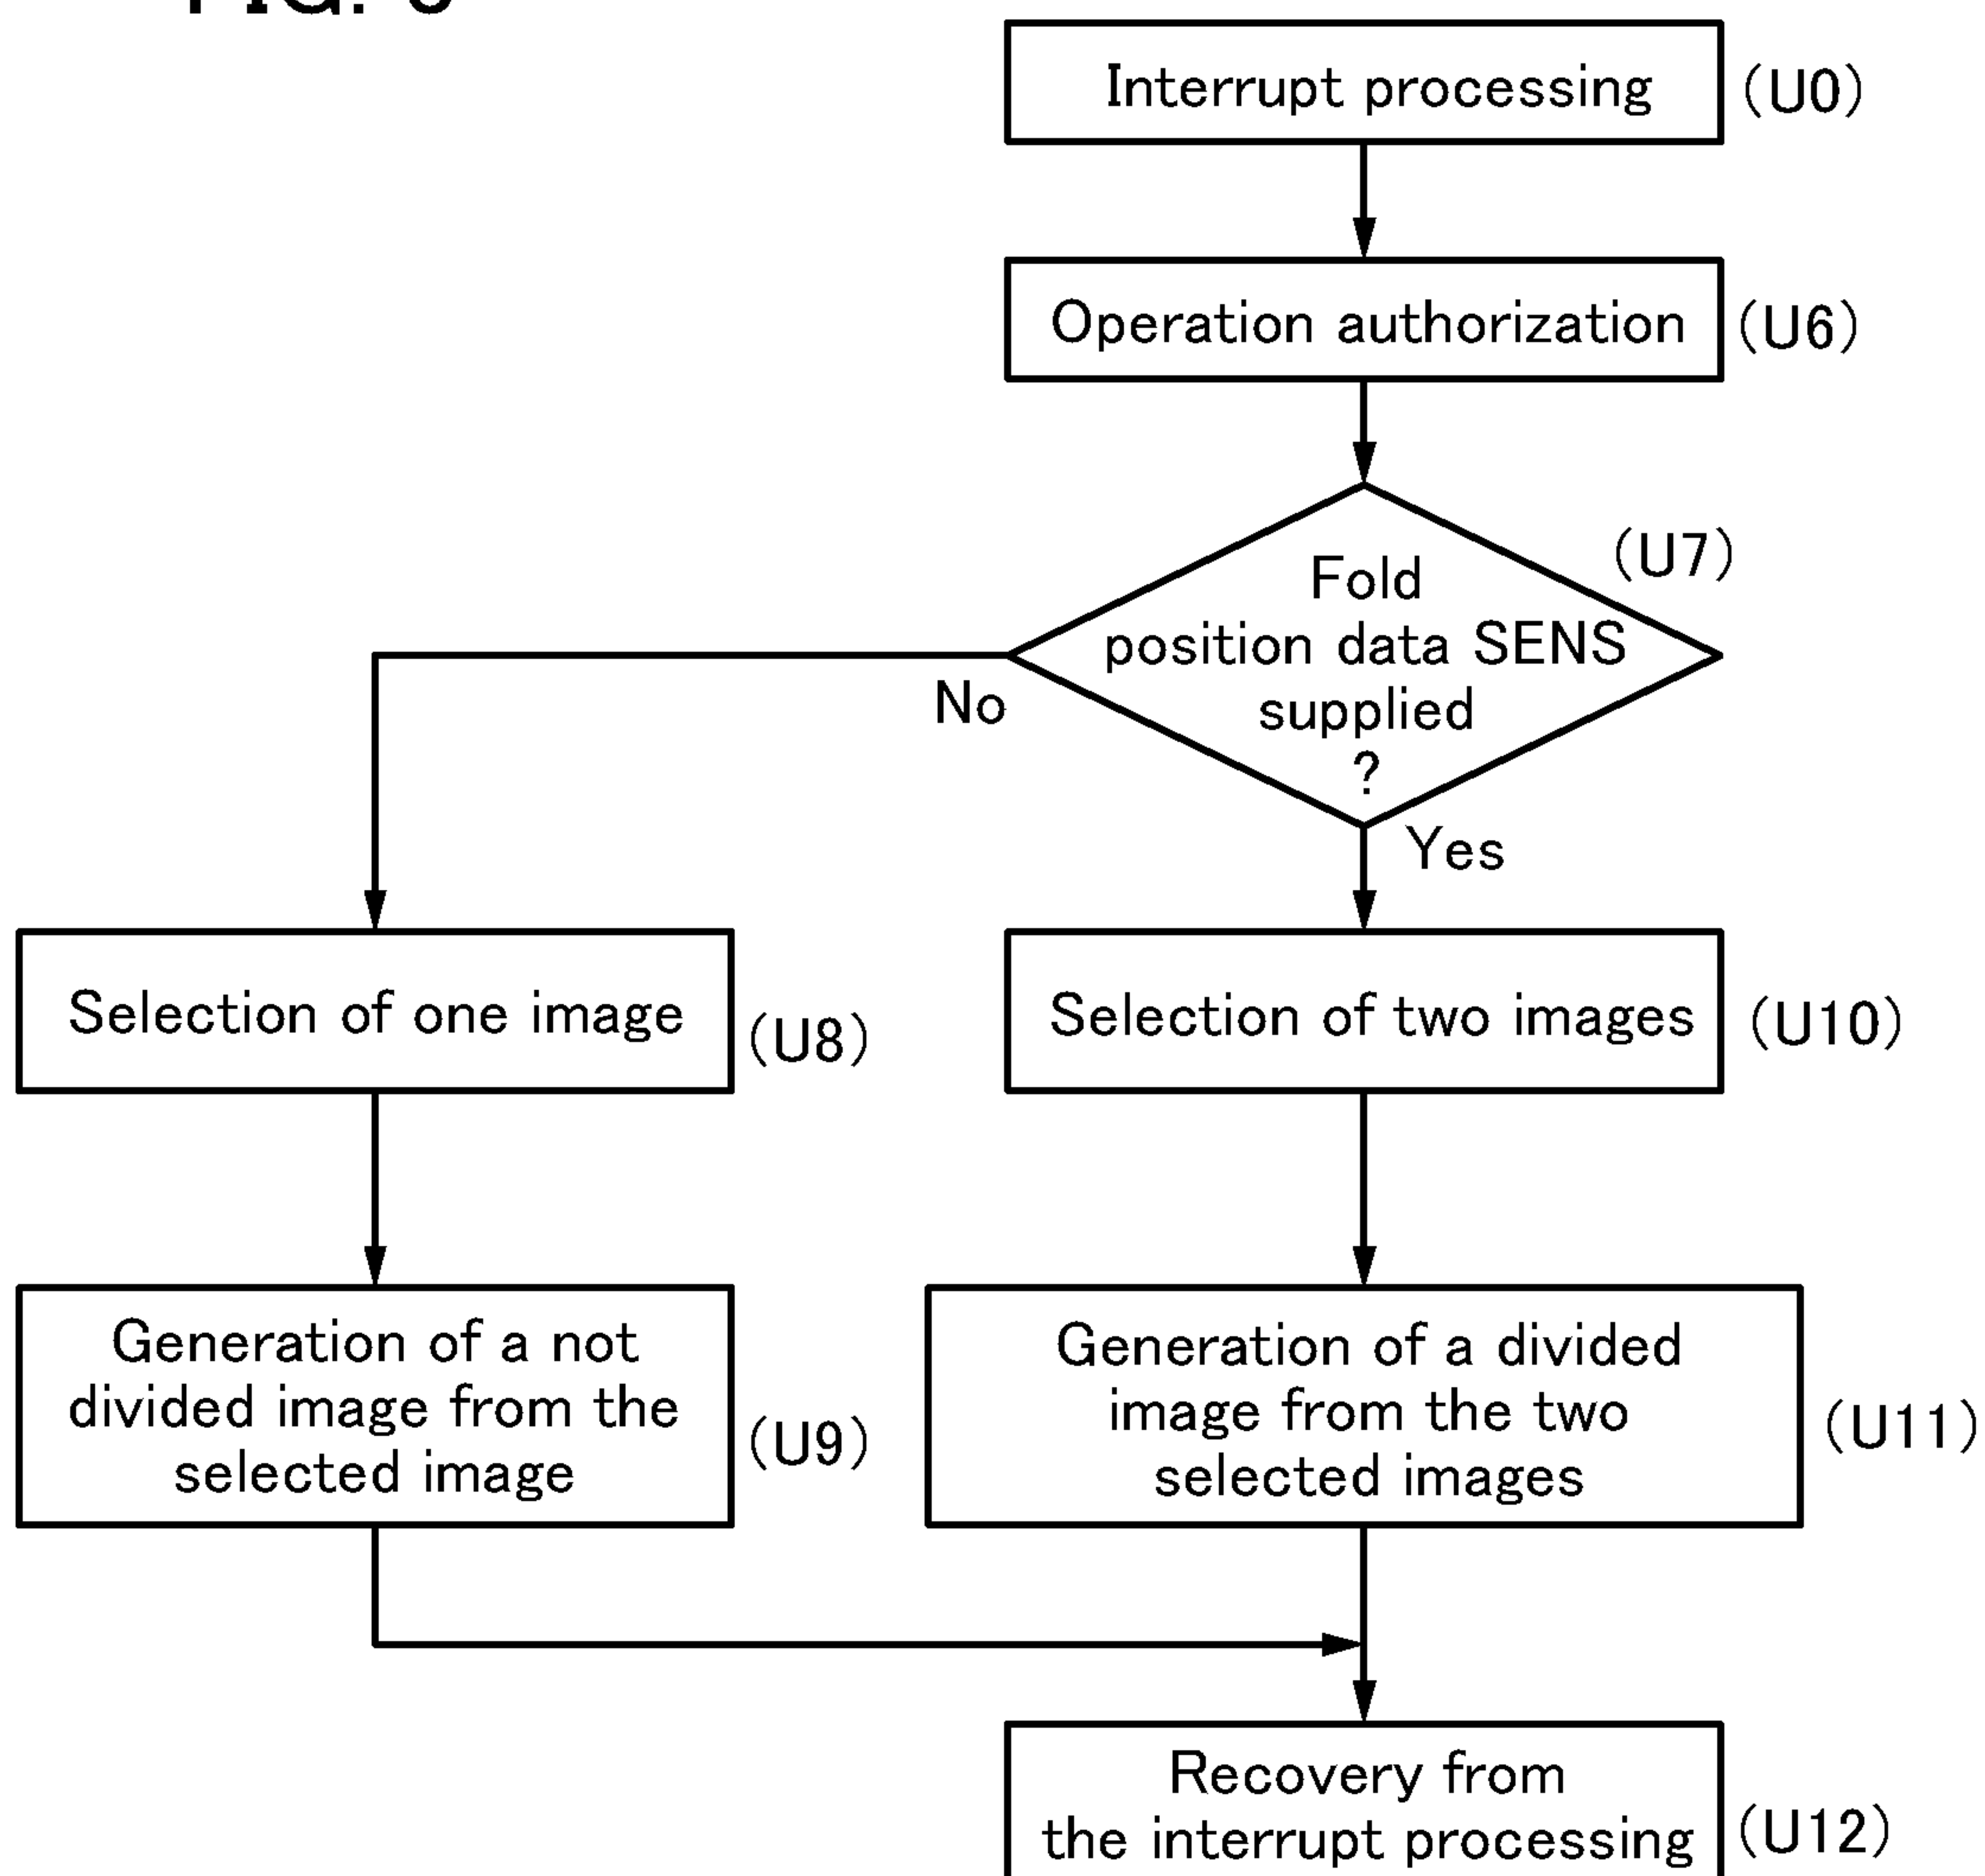 Interrupt processing (U0)
Operation authorization (U6)
(U7)
Fold
position data SENS
supplied
?
No
Yes
Selection of one image (U8)
Selection of two images (U10)
Generation of a not
divided image from the
selected image
(U9)
Generation of a divided
image from the two
selected images
(U11)
Recovery from
the interrupt processing
(U12)